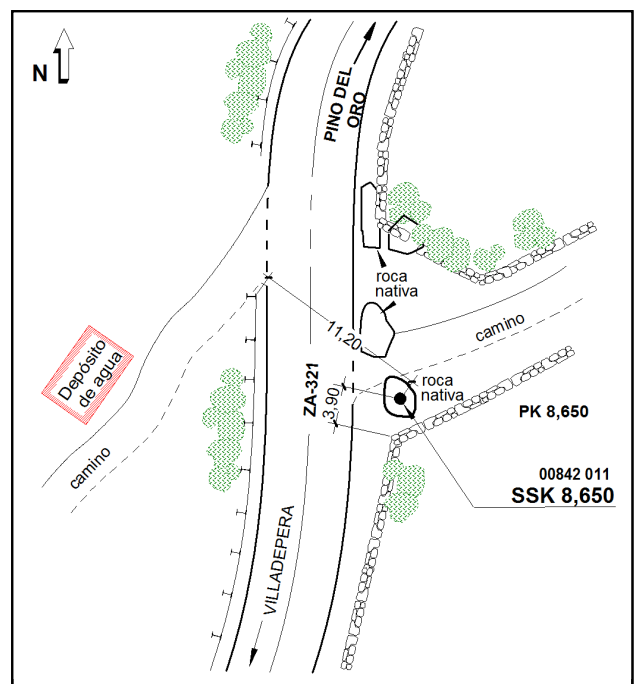 N
PINO DEL
ORO
roca
nativa
11,20
camino
Depósito
de agua
ZA-321
3,90
roca
nativa
PK 8,650
camino
00842 011
SSK 8,650
VILLADEPERA